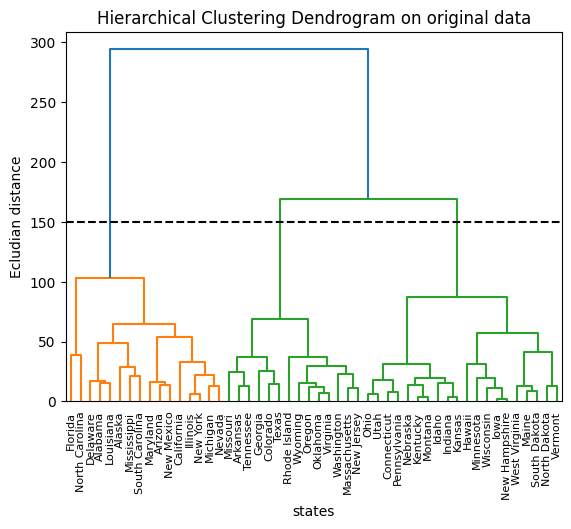 Hierarchical Clustering Dendrogram on original data
300
250
200
150
100
50
0
Ecludian distance
Florida
North Carolina
Delaware
Alabama
Louisiana
Alaska
Mississippi
South Carolina
Maryland
Arizona
New Mexico
California
Illinois
New York
Michigan
Nevada
Missouri
Arkansas
Tennessee
Georgia
Colorado
Texas
Rhode Island
Wyoming
Oregon
Oklahoma
Virginia
Washington
Massachusetts
New Jersey
Ohio
Utah
Connecticut
Pennsylvania
Nebraska
Kentucky
Montana
Idaho
Indiana
Kansas
Hawaii
Minnesota
Wisconsin
Iowa
New Hampshire
West Virginia
Maine
South Dakota
North Dakota
Vermont
states